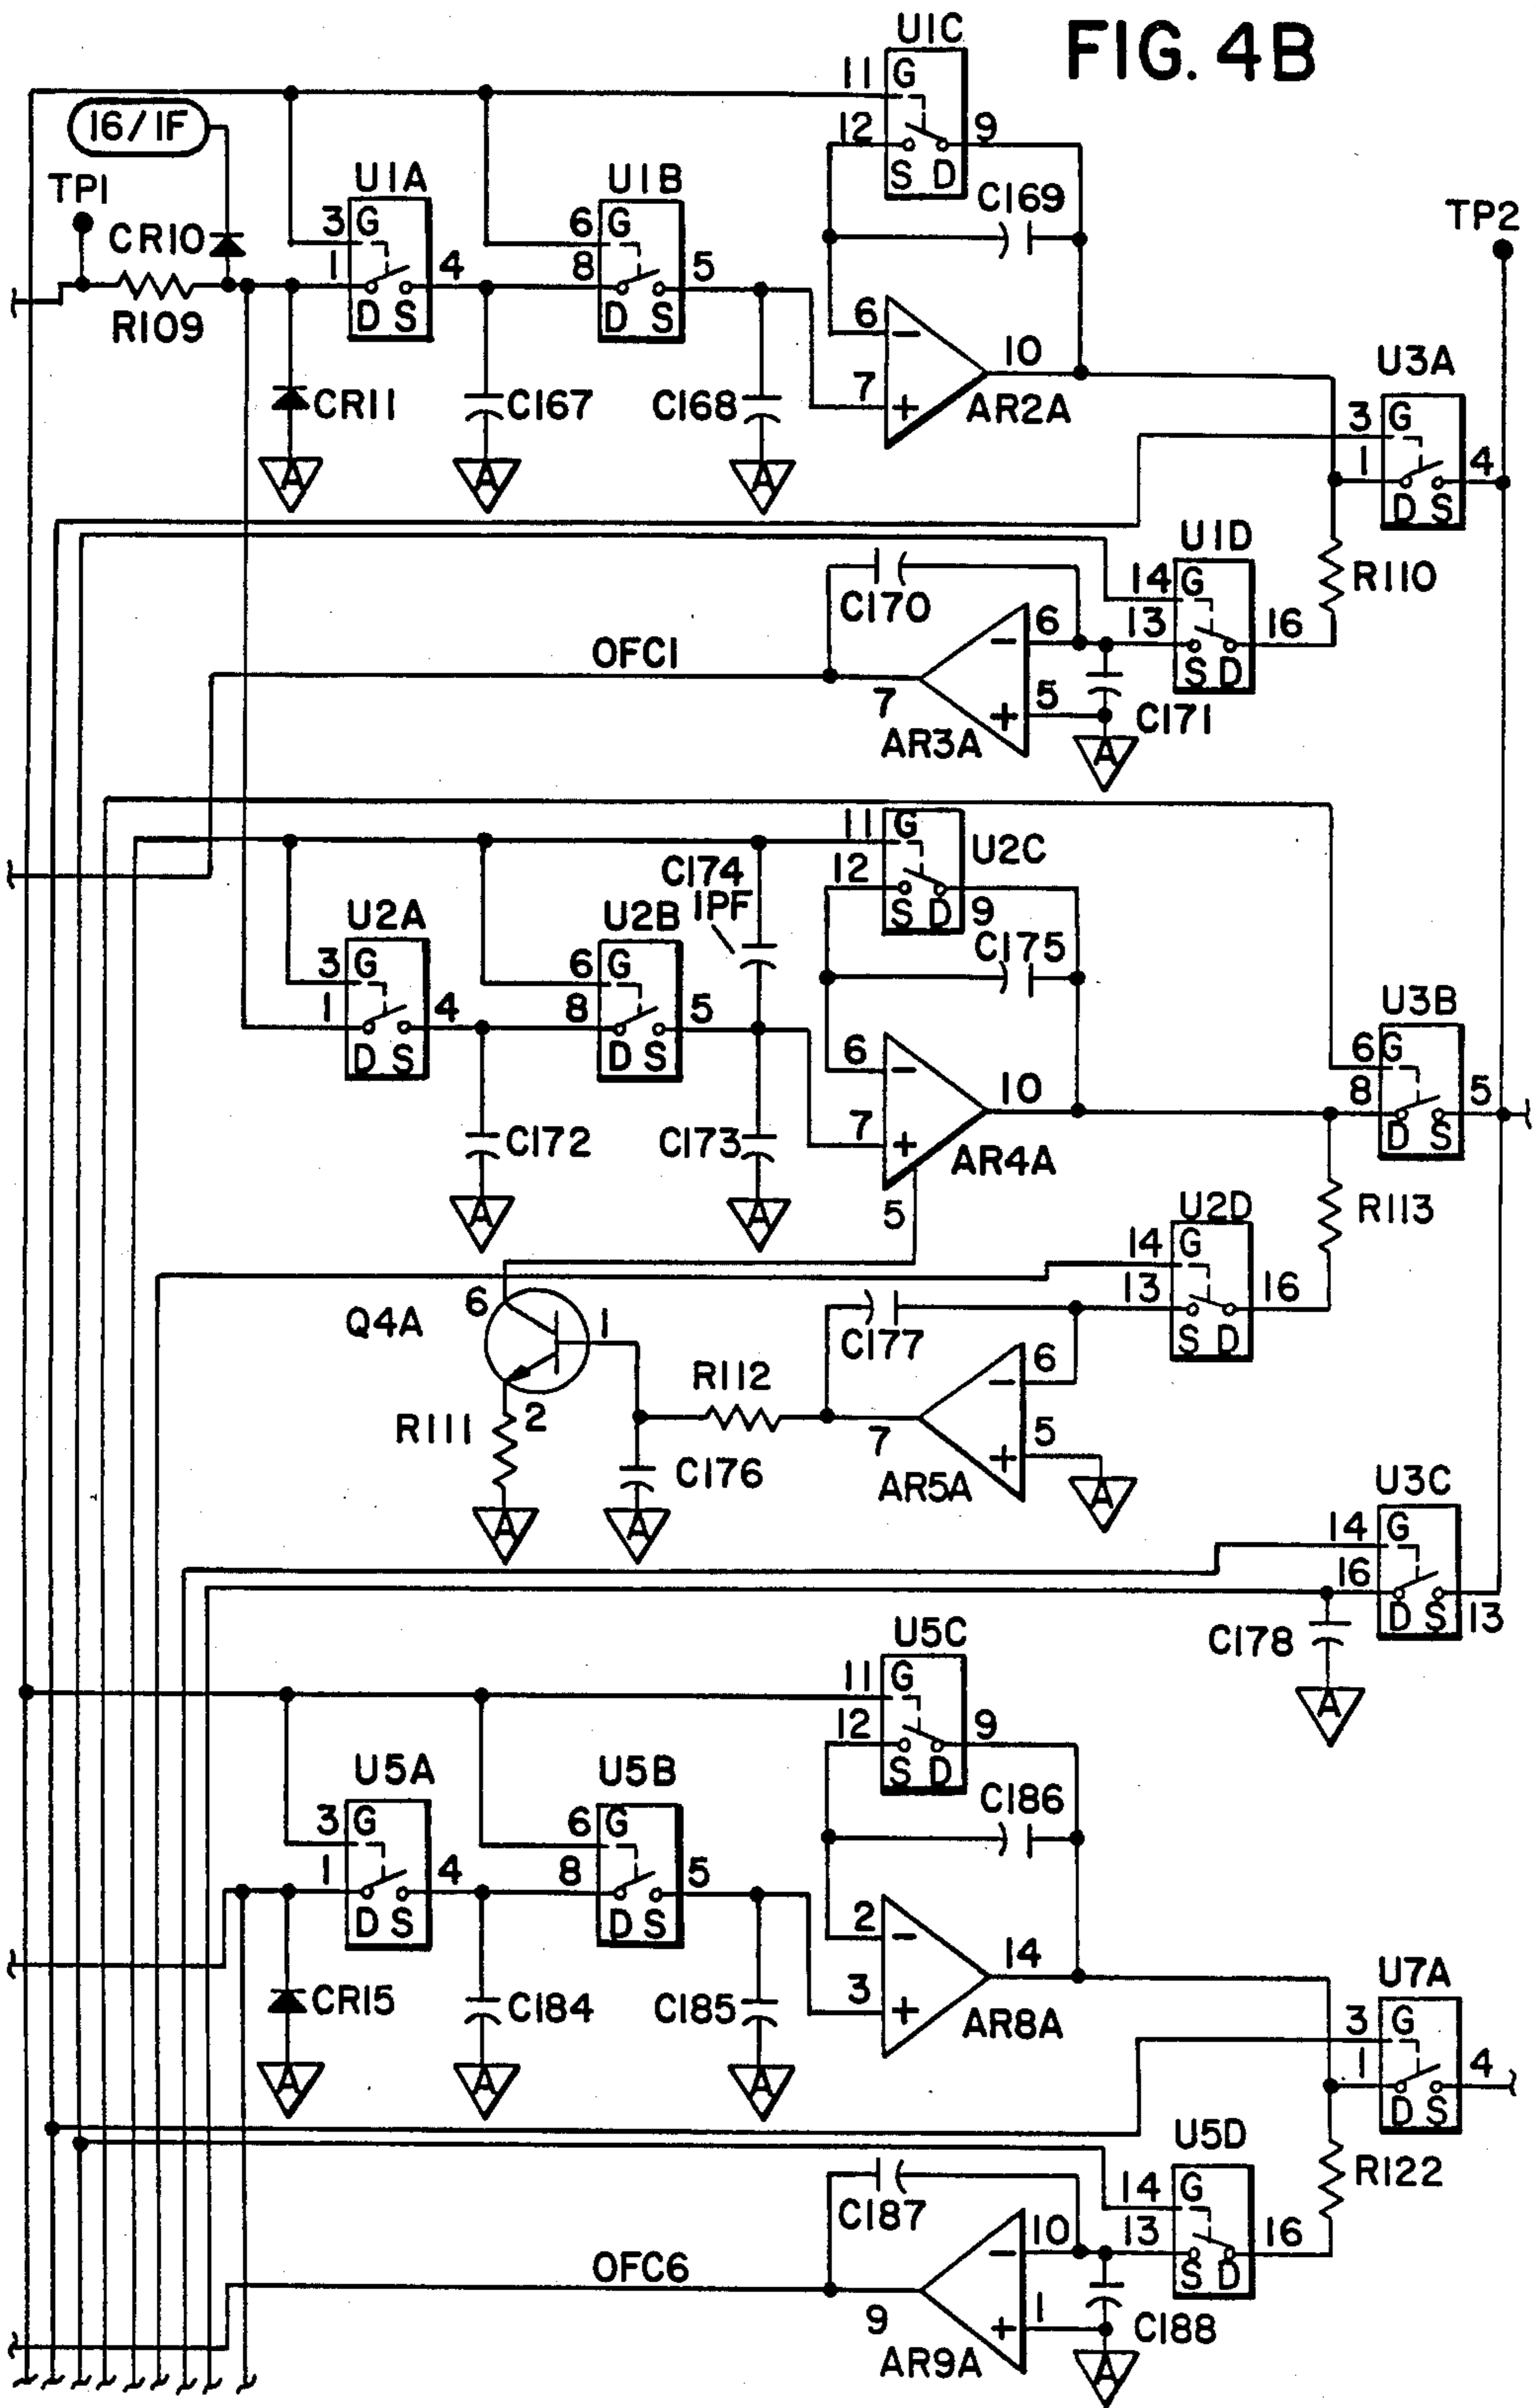 FIG. 4B
U1C
11 G
12 9
S D
16/1F
TP1
CR10
R109
U1A
3 G
1 4
D S
U1B
6 G
8 5
D S
C169
TP2
CR11
C167
C168
6 −
7 +
10
AR2A
U3A
3 G
1 4
D S
R110
U1D
14 G
13 16
S D
C170
OFC1
6 −
5 +
7
AR3A
C171
A A A
A
U2C
11 G
12 9
S D
C174
1PF
U2A
3 G
1 4
D S
U2B
6 G
8 5
D S
C175
U3B
6 G
8 5
D S
C172
C173
6 −
7 +
10
5
AR4A
A A
R113
U2D
14 G
13 16
S D
Q4A
6
1
2
R111
R112
C176
C177
6 −
5 +
7
AR5A
A A A
U3C
14 G
16 13
D S
C178
A
U5C
11 G
12 9
S D
U5A
3 G
1 4
D S
U5B
6 G
8 5
D S
C186
CR15
C184
C185
2 −
3 +
14
AR8A
A A A
U7A
3 G
1 4
D S
U5D
14 G
13 16
S D
R122
C187
OFC6
10 −
1 +
9
AR9A
C188
A